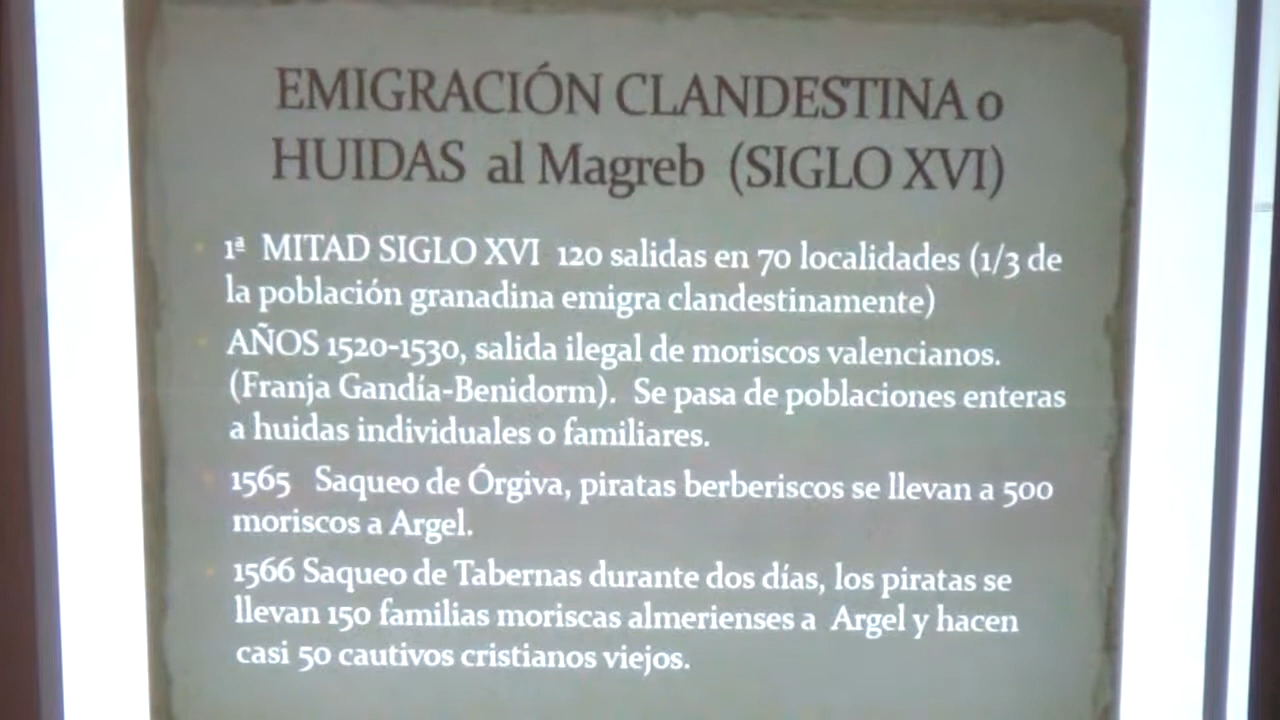 EMIGRACIÓN CLANDESTINA o
HUIDAS al Magreb (SIGLO XVI)
1ª MITAD SIGLO XVI 120 salidas en 70 localidades (1/3 de
la población granadina emigra clandestinamente)
AÑOS 1520-1530, salida ilegal de moriscos valencianos.
(Franja Gandía-Benidorm). Se pasa de poblaciones enteras
a huidas individuales o familiares.
1565 Saqueo de Órgiva, piratas berberiscos se llevan a 500
moriscos a Argel.
1566 Saqueo de Tabernas durante dos días, los piratas se
llevan 150 familias moriscas almerienses a Argel y hacen
casi 50 cautivos cristianos viejos.